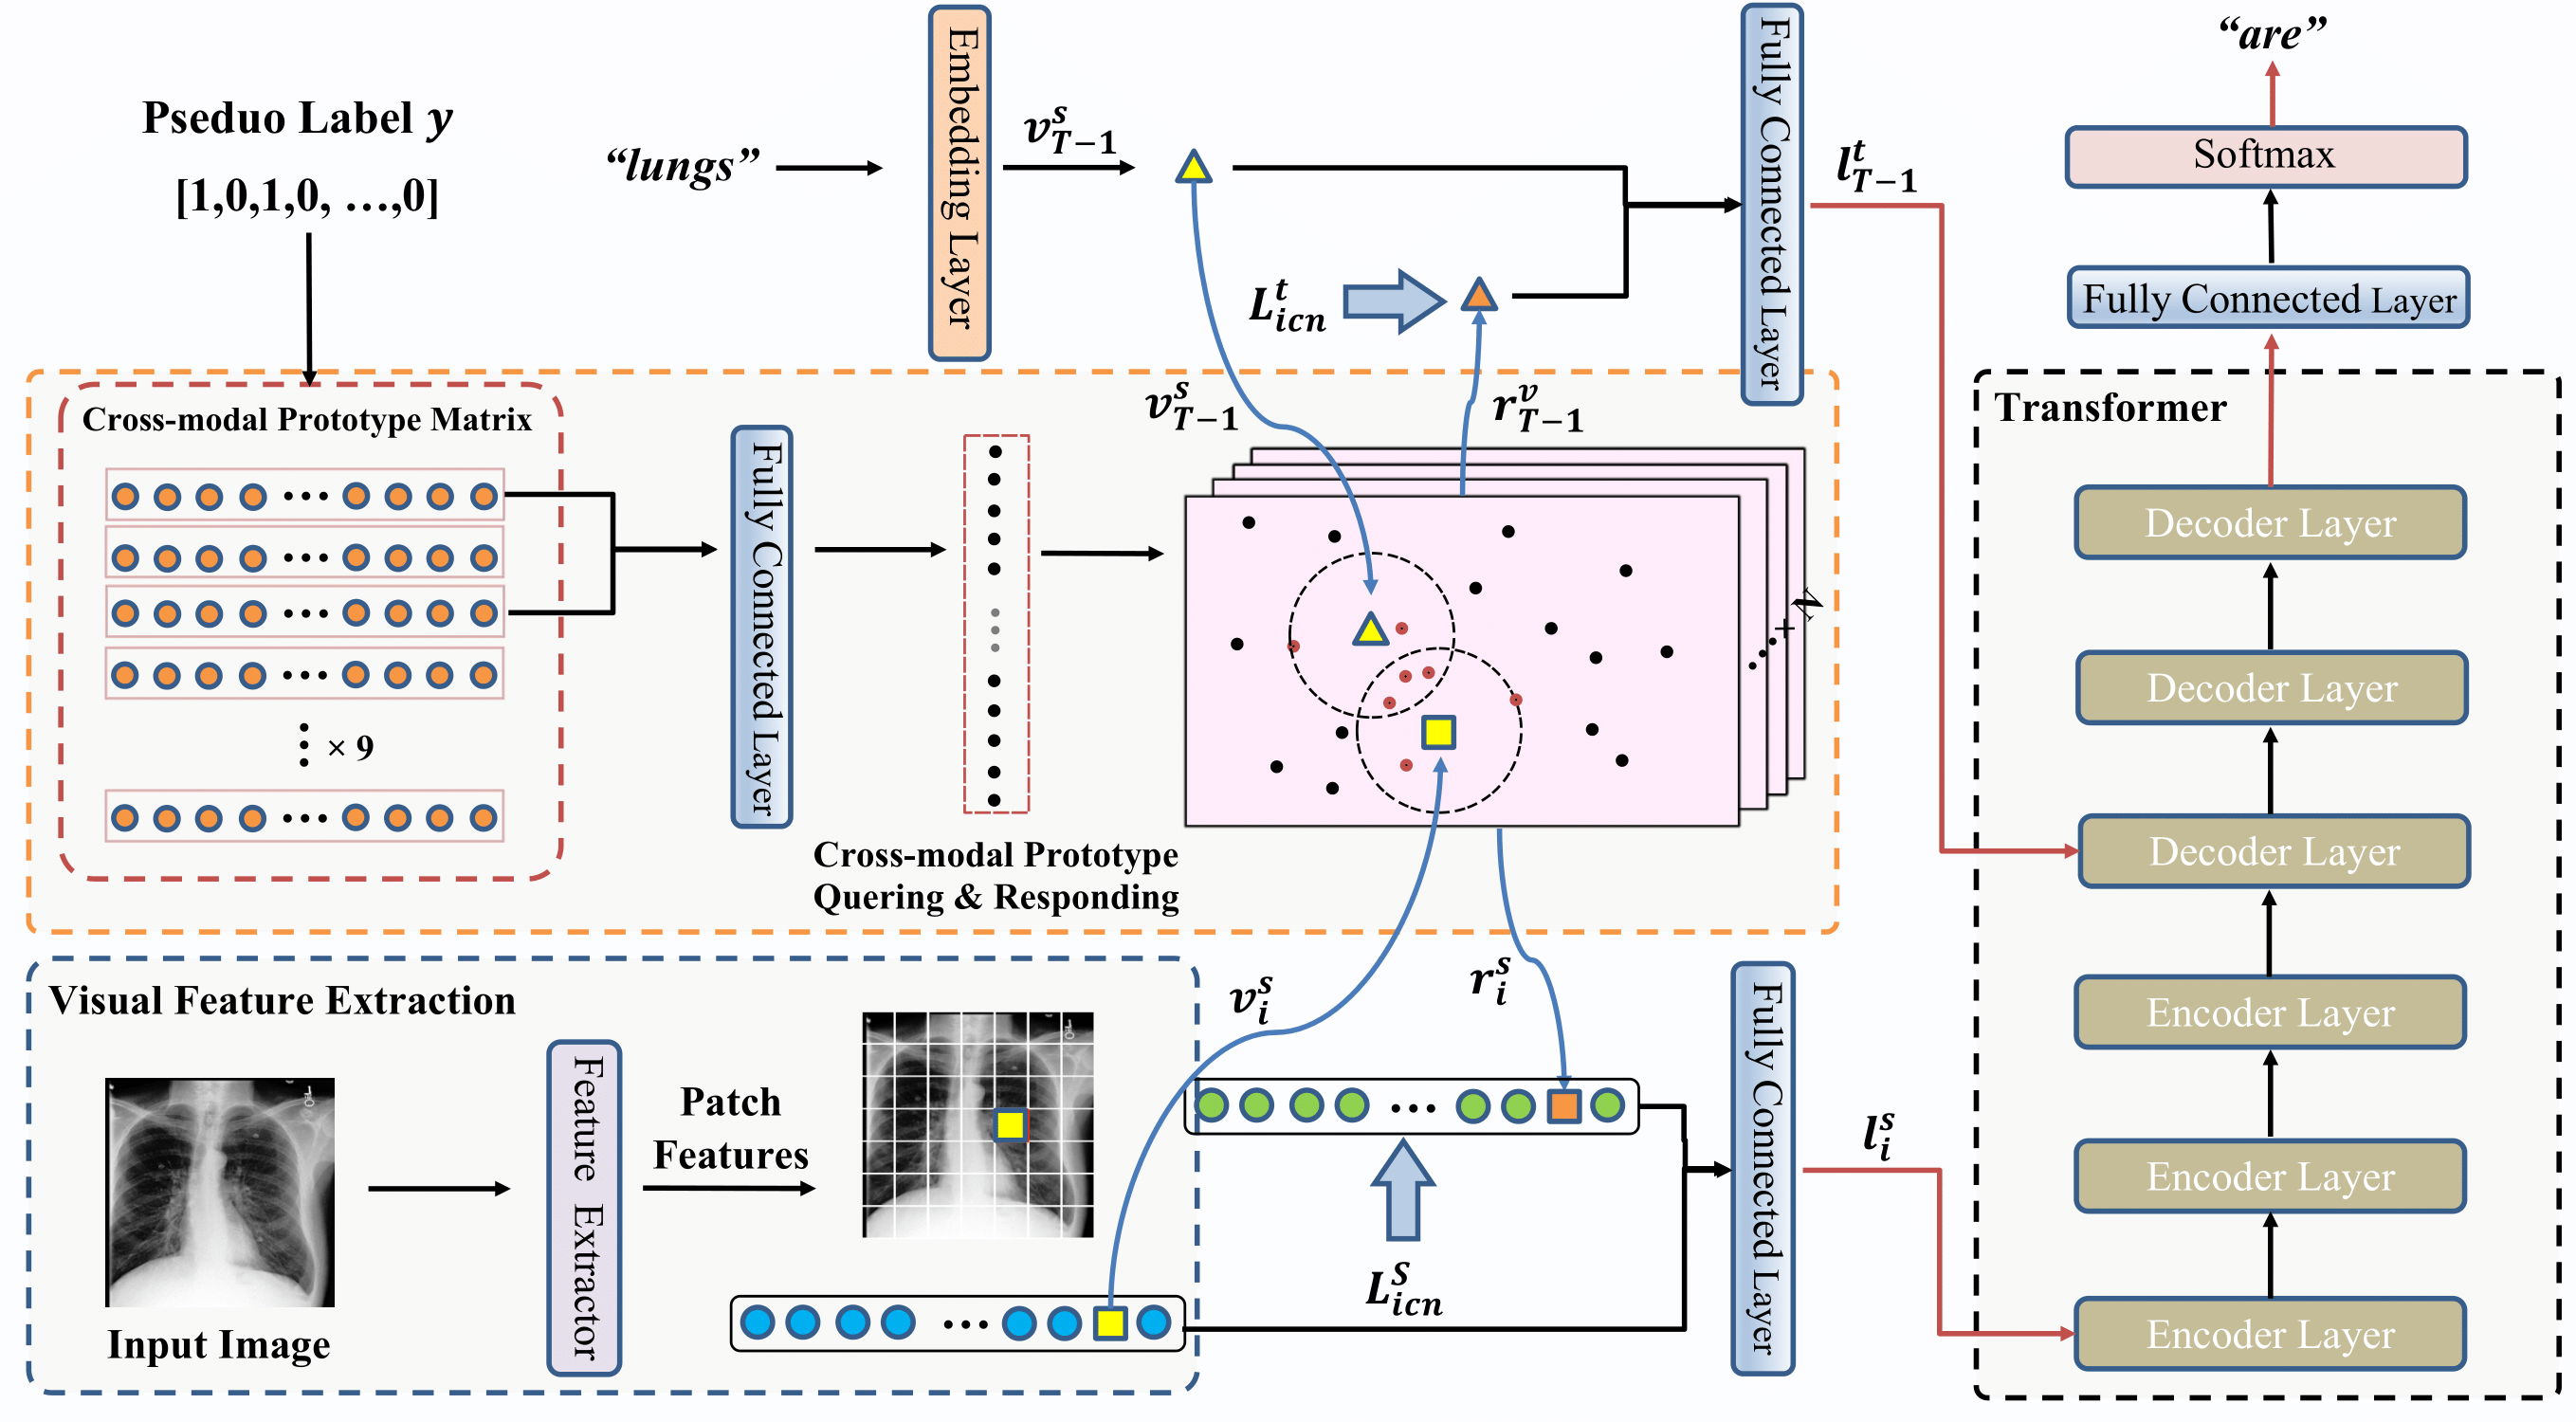 Pseduo Label y
[1,0,1,0, …,0]
“lungs”
Embedding Layer
v^s_{T−1}
L^t_{icn}
Fully Connected Layer
l^t_{T−1}
“are”
Softmax
Fully Connected Layer
Cross-modal Prototype Matrix
× 9
Fully Connected Layer
Cross-modal Prototype
Quering & Responding
v^s_{T−1}
r^v_{T−1}
N
Transformer
Decoder Layer
Decoder Layer
Decoder Layer
Encoder Layer
Encoder Layer
Encoder Layer
Visual Feature Extraction
Input Image
Feature Extractor
Patch
Features
v^s_i
r^s_i
L^S_{icn}
Fully Connected Layer
l^s_i